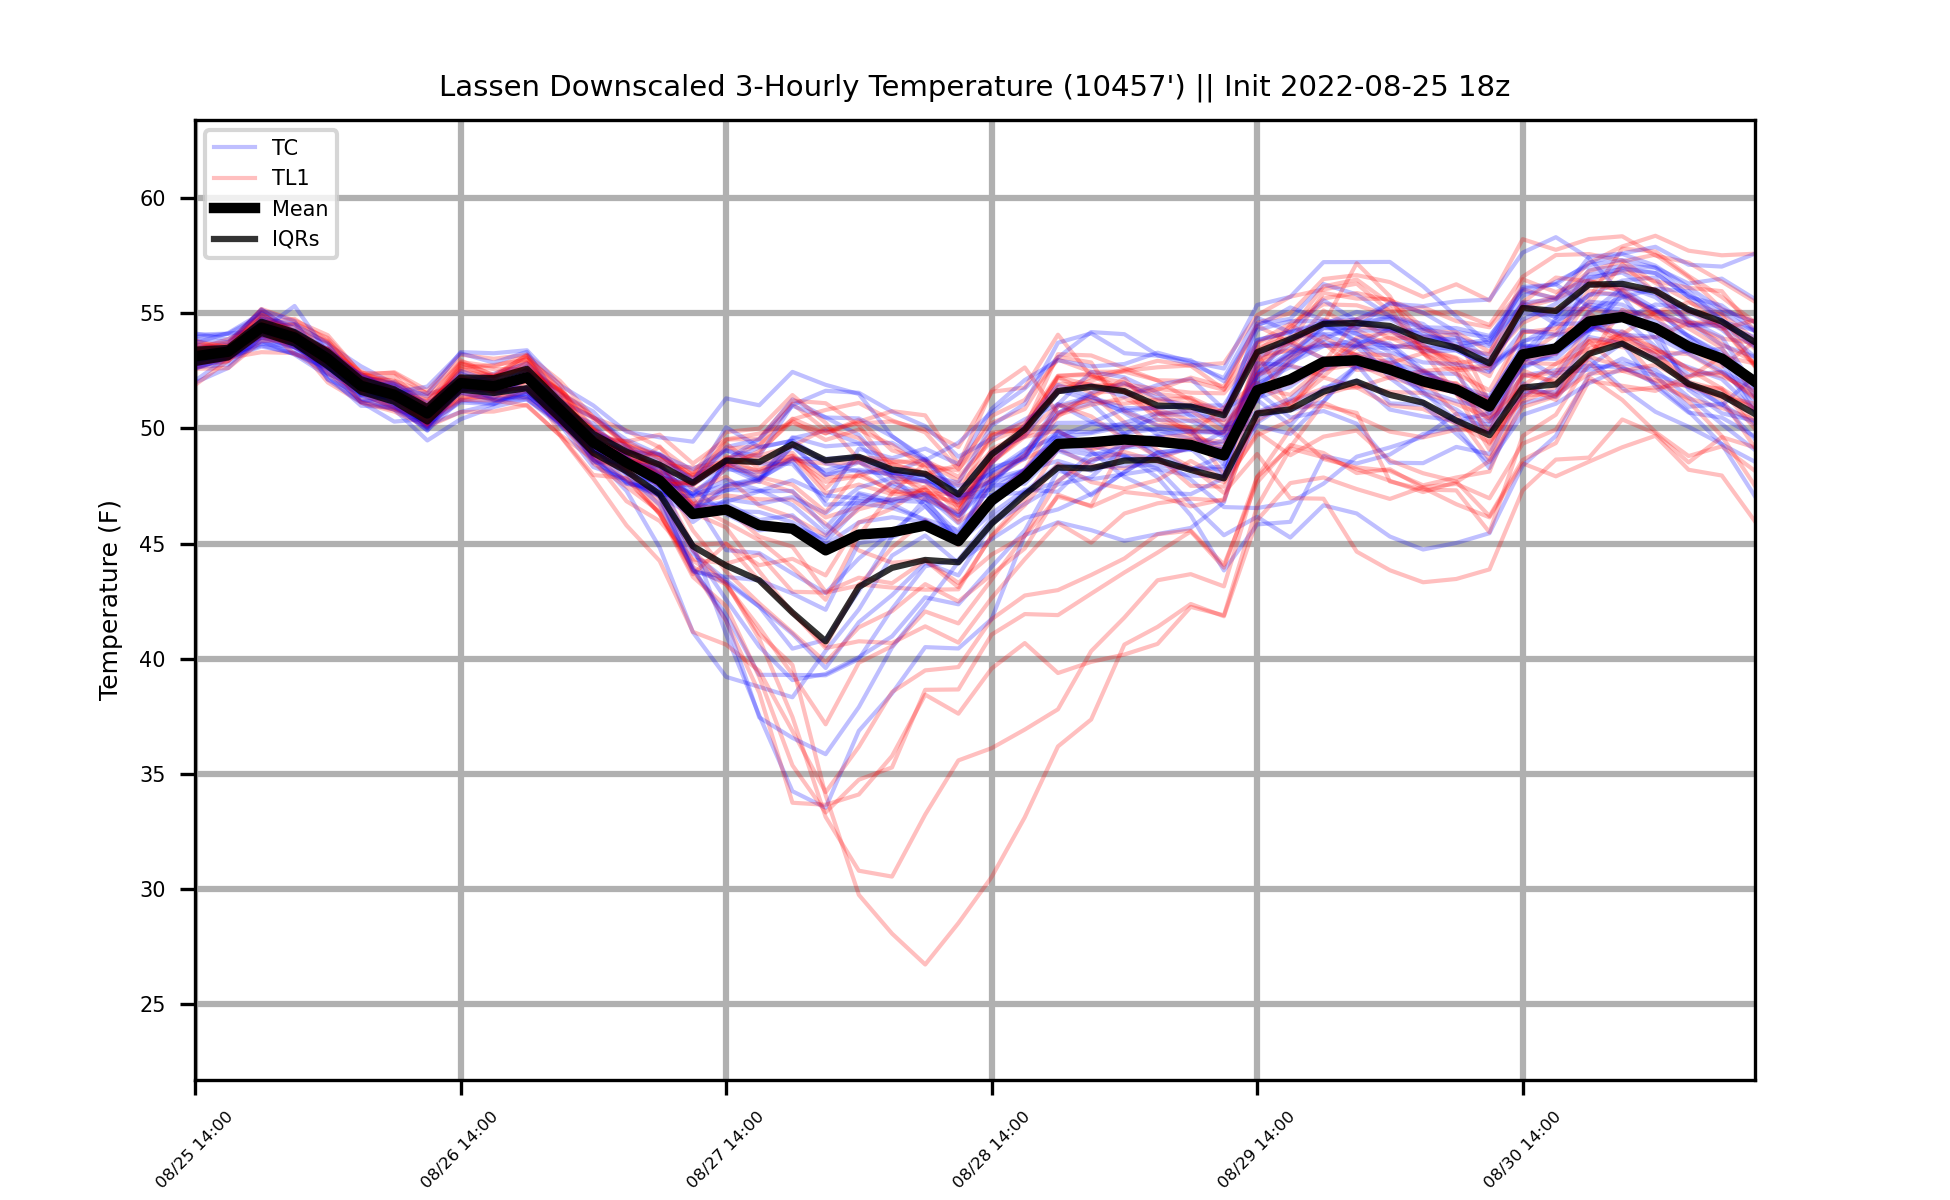 Lassen Downscaled 3-Hourly Temperature (10457') || Init 2022-08-25 18z
TC
TL1
Mean
IQRs
Temperature (F)
60
55
50
45
40
35
30
25
08/25 14:00
08/26 14:00
08/27 14:00
08/28 14:00
08/29 14:00
08/30 14:00